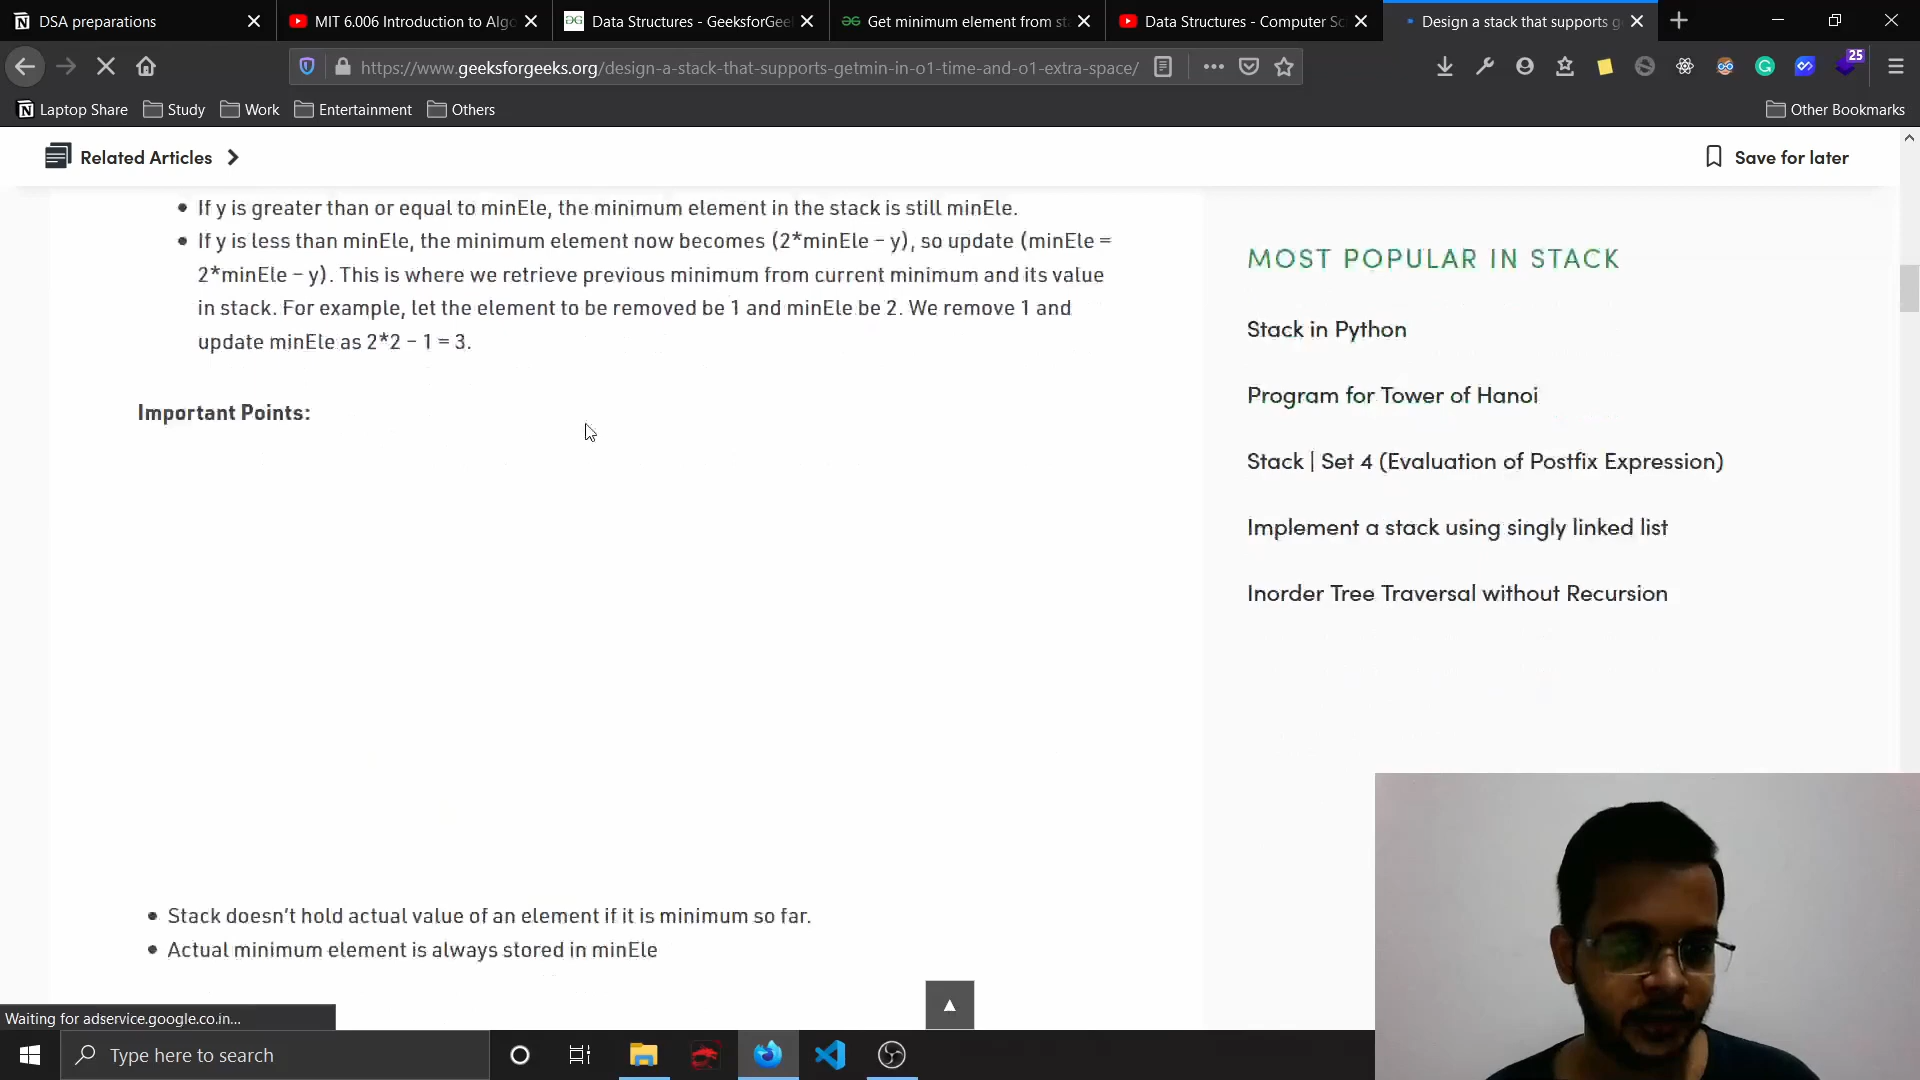 DSA preparations
MIT 6.006 Introduction to Algo
Data Structures - GeeksforGee
Get minimum element from st
Data Structures - Computer Sc
Design a stack that supports g
https://www.geeksforgeeks.org/design-a-stack-that-supports-getmin-in-o1-time-and-o1-extra-space/
25
Laptop Share
Study
Work
Entertainment
Others
Other Bookmarks
Related Articles
Save for later
• If y is greater than or equal to minEle, the minimum element in the stack is still minEle.
• If y is less than minEle, the minimum element now becomes (2*minEle – y), so update (minEle =
2*minEle – y). This is where we retrieve previous minimum from current minimum and its value
in stack. For example, let the element to be removed be 1 and minEle be 2. We remove 1 and
update minEle as 2*2 – 1 = 3.
Important Points:
• Stack doesn’t hold actual value of an element if it is minimum so far.
• Actual minimum element is always stored in minEle
MOST POPULAR IN STACK
Stack in Python
Program for Tower of Hanoi
Stack | Set 4 (Evaluation of Postfix Expression)
Implement a stack using singly linked list
Inorder Tree Traversal without Recursion
Waiting for adservice.google.co.in...
Type here to search